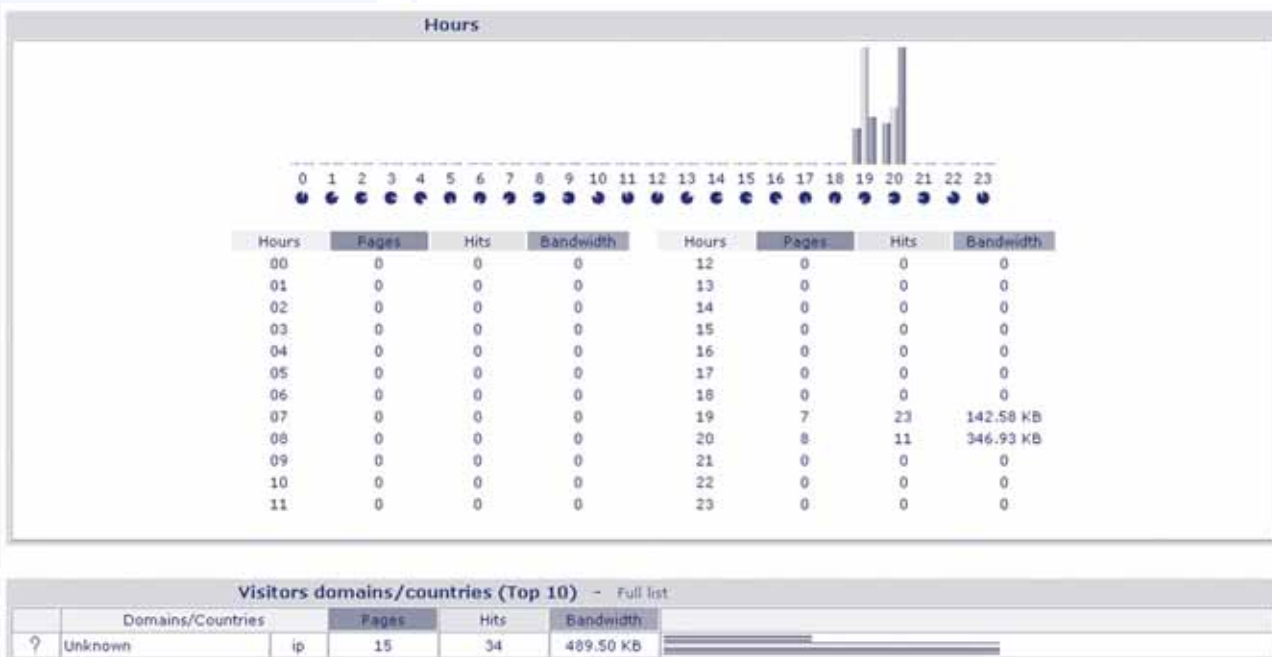 Hours
0 1 2 3 4 5 6 7 8 9 10 11 12 13 14 15 16 17 18 19 20 21 22 23
Hours Pages Hits Bandwidth Hours Pages Hits Bandwidth
00 0 0 0 12 0 0 0
01 0 0 0 13 0 0 0
02 0 0 0 14 0 0 0
03 0 0 0 15 0 0 0
04 0 0 0 16 0 0 0
05 0 0 0 17 0 0 0
06 0 0 0 18 0 0 0
07 0 0 0 19 7 23 142.58 KB
08 0 0 0 20 8 11 346.93 KB
09 0 0 0 21 0 0 0
10 0 0 0 22 0 0 0
11 0 0 0 23 0 0 0
Visitors domains/countries (Top 10) - Full list
Domains/Countries Pages Hits Bandwidth
? Unknown ip 15 34 489.50 KB